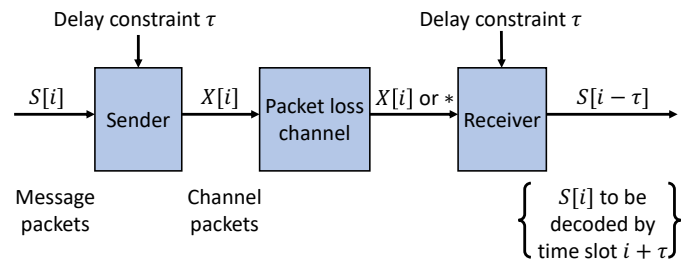 Delay constraint τ
Delay constraint τ
S[i]
Sender
X[i]
Packet loss
channel
X[i] or *
Receiver
S[i − τ]
Message
packets
Channel
packets
S[i] to be
decoded by
time slot i + τ